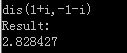 dis(1+i,-1-i)
Result:
2.828427